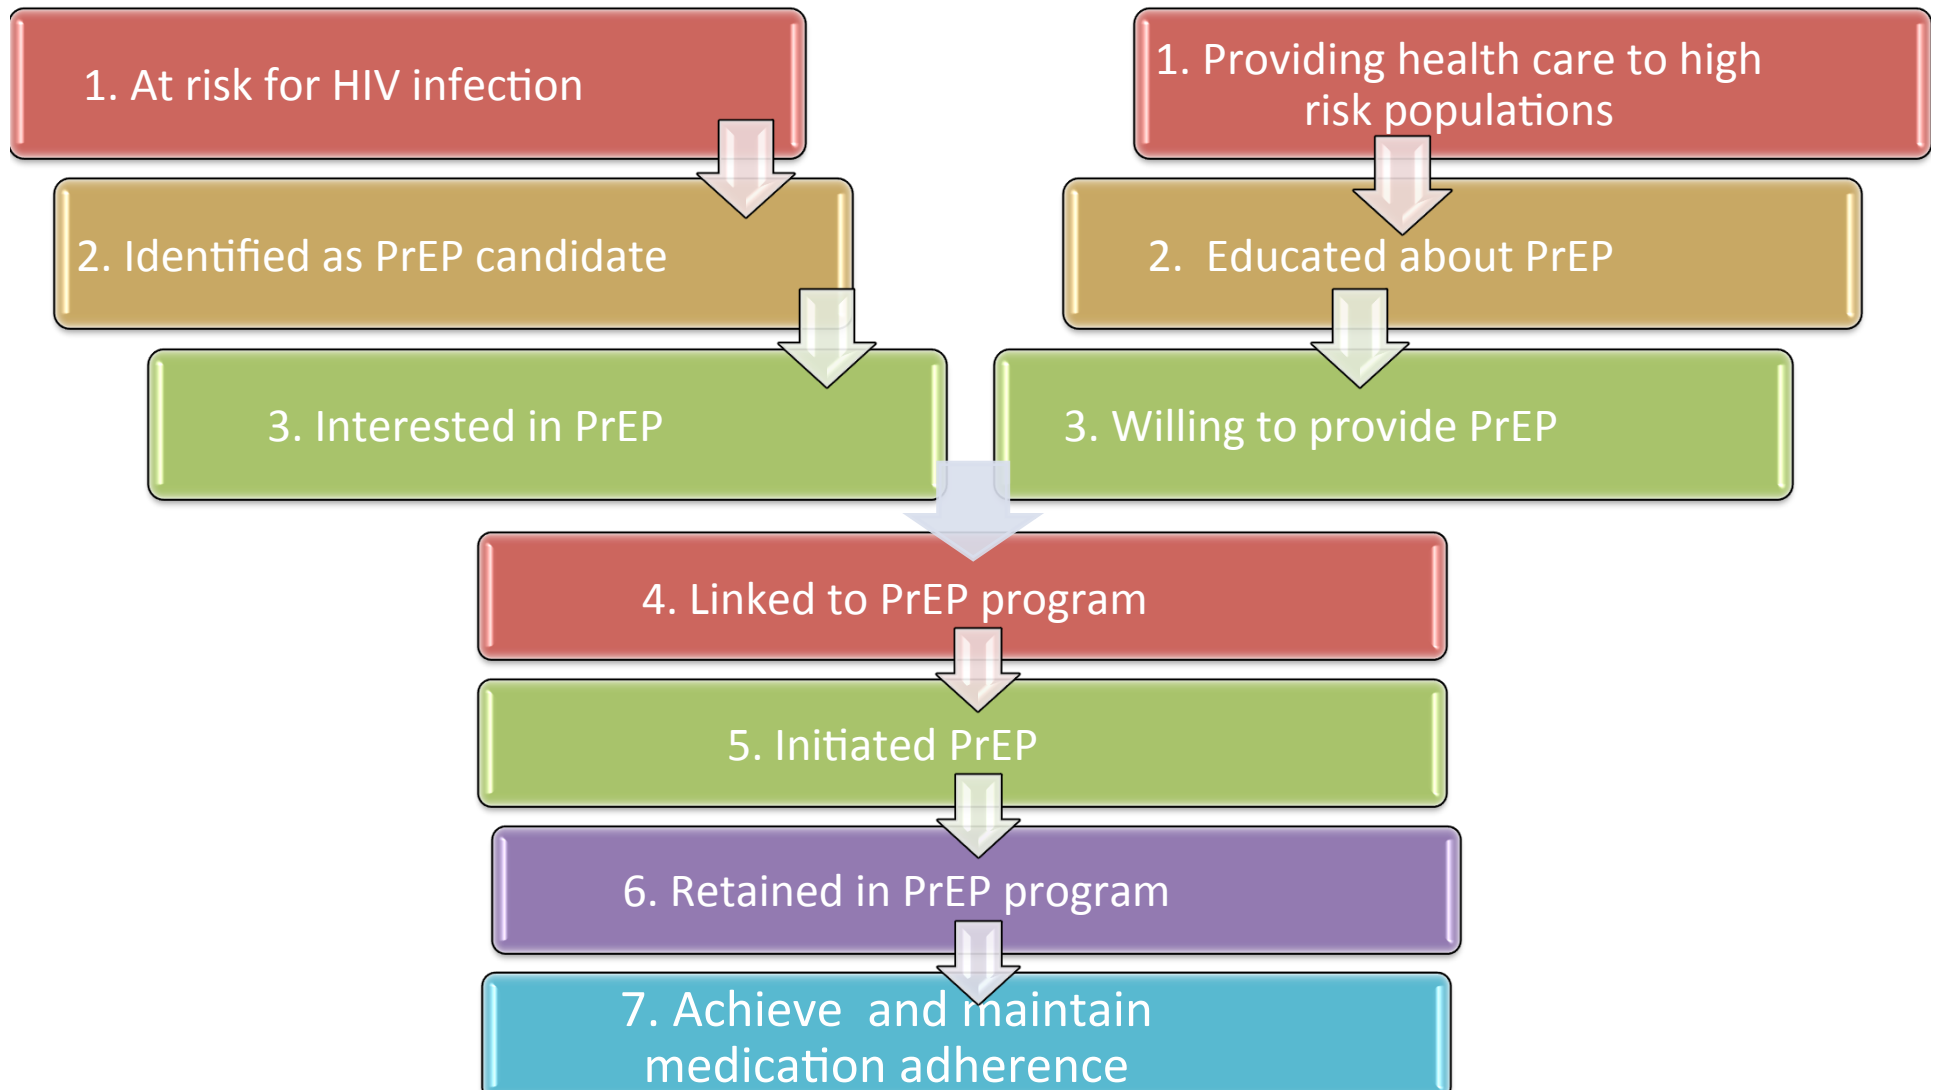 1. At risk for HIV infection
1. Providing health care to high
risk populations
2. Identified as PrEP candidate
2.  Educated about PrEP
3. Interested in PrEP
3. Willing to provide PrEP
4. Linked to PrEP program
5. Initiated PrEP
6. Retained in PrEP program
7. Achieve  and maintain
medication adherence